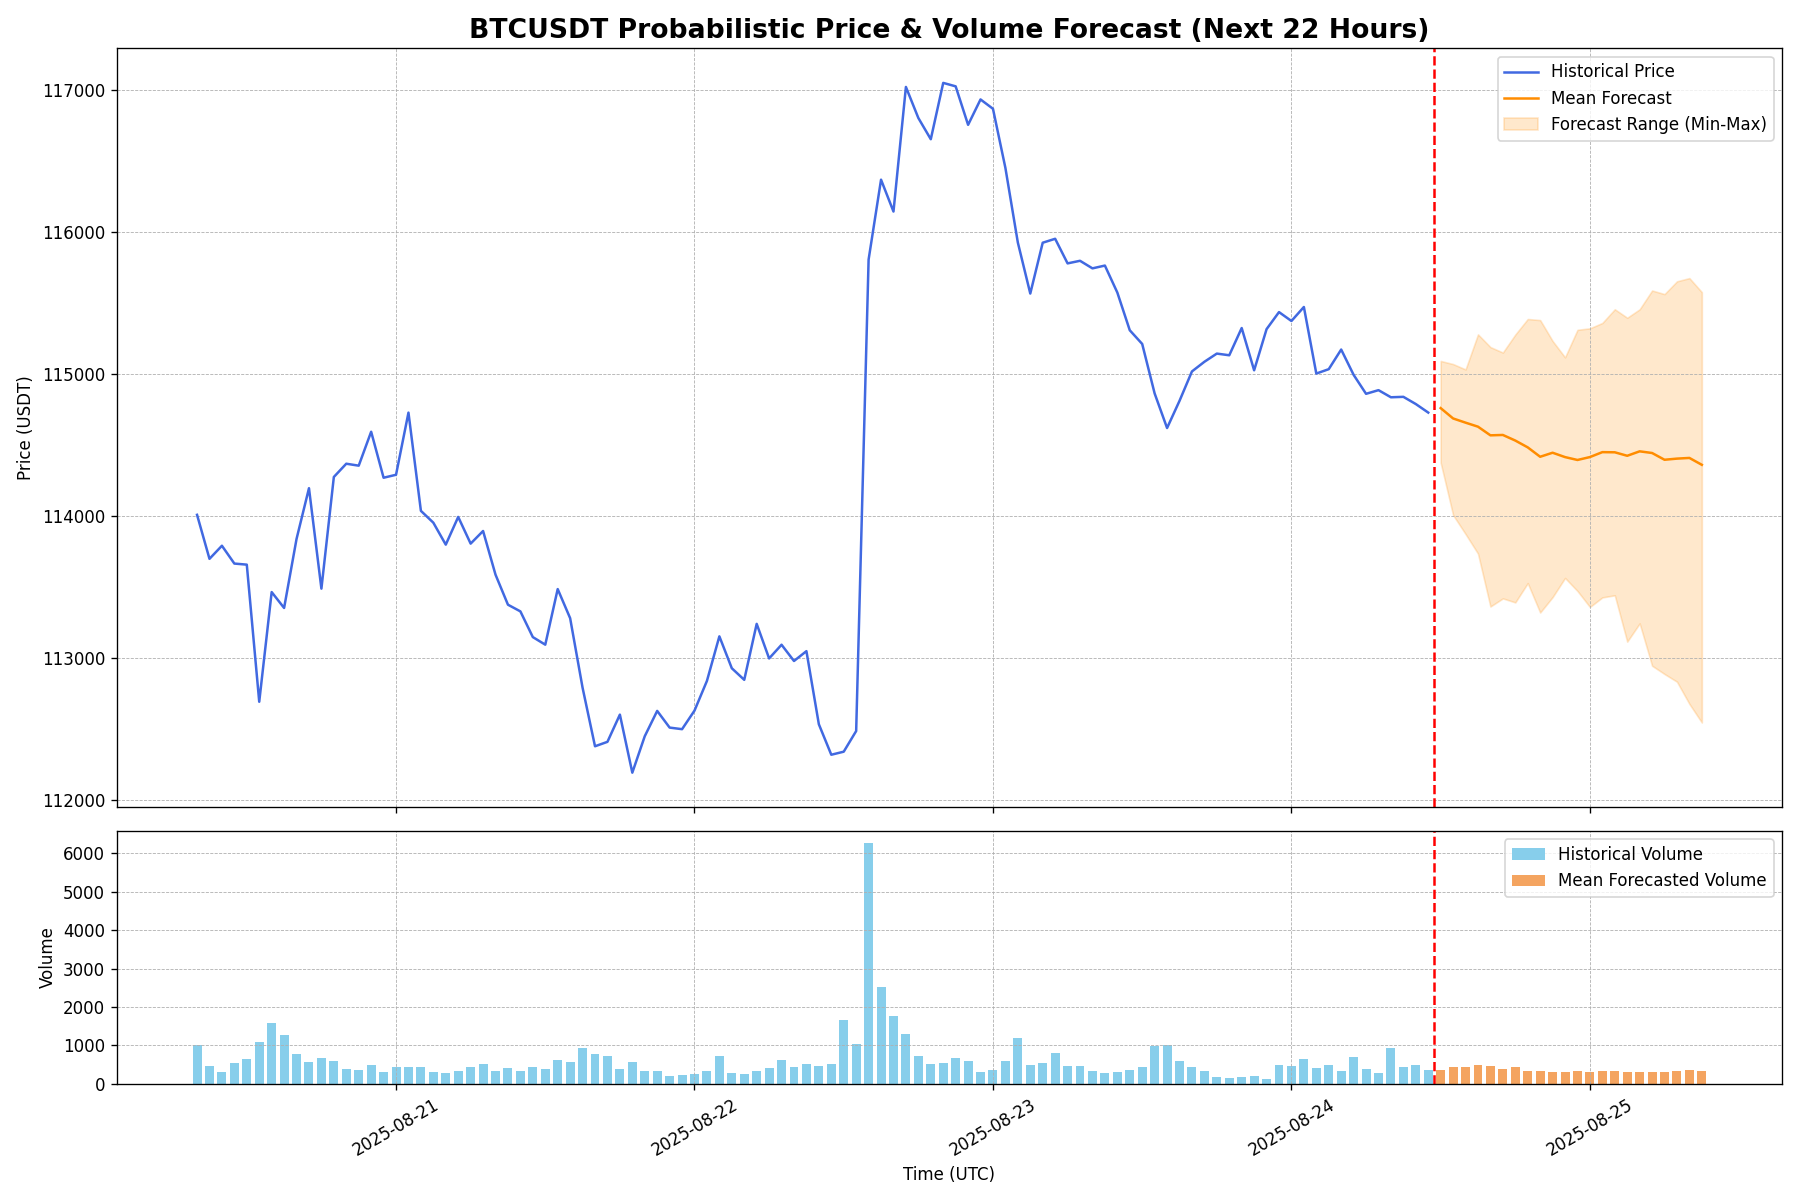 BTCUSDT Probabilistic Price & Volume Forecast (Next 22 Hours)
Price (USDT)
117000
116000
115000
114000
113000
112000
Historical Price
Mean Forecast
Forecast Range (Min-Max)
Volume
6000
5000
4000
3000
2000
1000
0
Historical Volume
Mean Forecasted Volume
2025-08-21
2025-08-22
2025-08-23
2025-08-24
2025-08-25
Time (UTC)